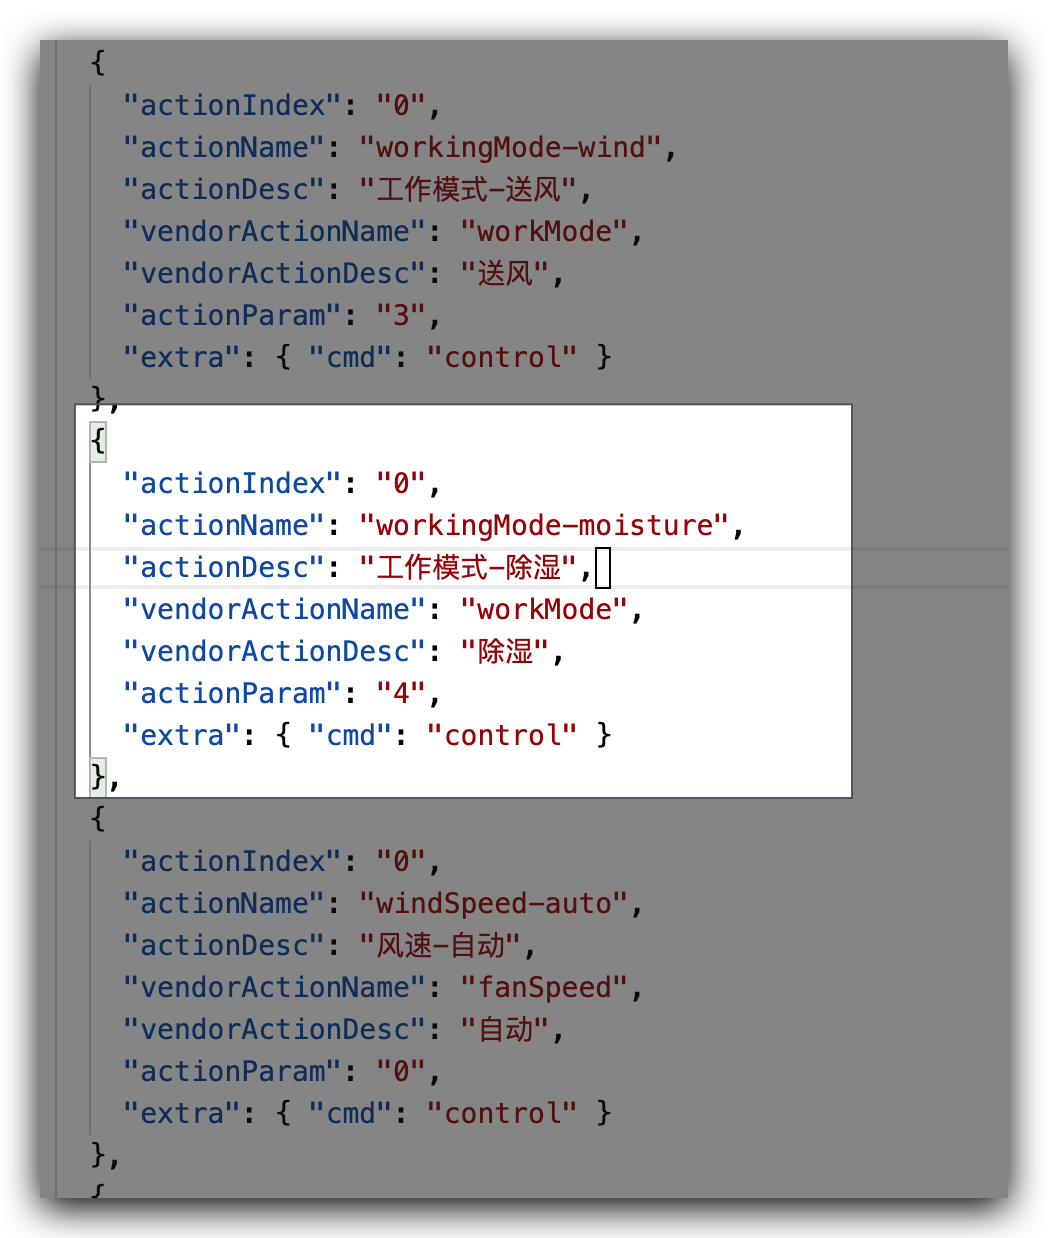 {
"actionIndex": "0",
"actionName": "workingMode-wind",
"actionDesc": "工作模式-送风",
"vendorActionName": "workMode",
"vendorActionDesc": "送风",
"actionParam": "3",
"extra": { "cmd": "control" }
},
{
"actionIndex": "0",
"actionName": "workingMode-moisture",
"actionDesc": "工作模式-除湿",
"vendorActionName": "workMode",
"vendorActionDesc": "除湿",
"actionParam": "4",
"extra": { "cmd": "control" }
},
{
"actionIndex": "0",
"actionName": "windSpeed-auto",
"actionDesc": "风速-自动",
"vendorActionName": "fanSpeed",
"vendorActionDesc": "自动",
"actionParam": "0",
"extra": { "cmd": "control" }
},
{